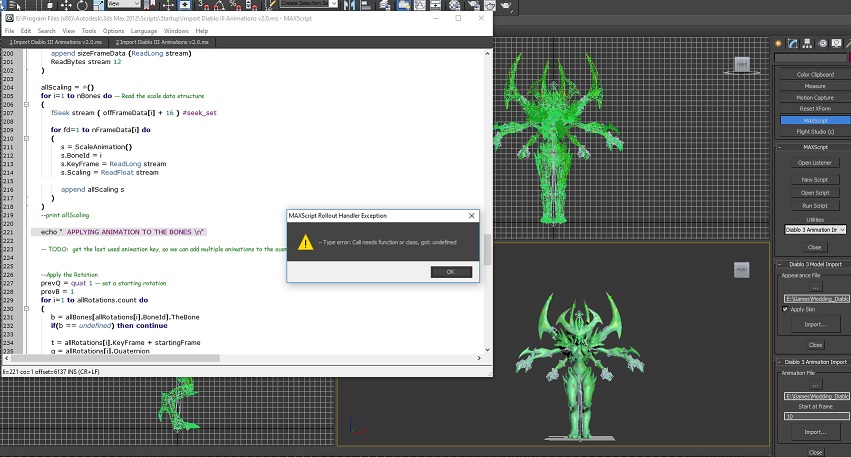 View
Create Selection Se
E:\Program Files (x86)\Autodesk\3ds Max 2012\Scripts\Startup\Import Diablo III Animations v2.0.ms - MAXScript
File Edit Search View Tools Options Language Windows Help
1 Import Diablo III Animations v2.0.ms 2 Import Diablo III Animations v2.0.ms
200 append sizeFrameData (ReadLong stream)
201 ReadBytes stream 12
202 )
203
204 allScaling = #()
205 for i=1 to nBones do -- Read the scale data structure
206 (
207 fSeek stream ( offFrameData[i] + 16 ) #seek_set
208
209 for fd=1 to nFrameData[i] do
210 (
211 s = ScaleAnimation()
212 s.BoneId = i
213 s.KeyFrame = ReadLong stream
214 s.Scaling = ReadFloat stream
215
216 append allScaling s
217 )
218 )
219 --print allScaling
220
221 echo " APPLYING ANIMATION TO THE BONES \n"
222
223 -- TODO: get the last used animation key, so we can add multiple animations to the scen
224
225
226 --Apply the Rotation
227 prevQ = quat 1 -- set a starting rotation
228 prevB = 1
229 for i=1 to allRotations.count do
230 (
231 b = allBones[allRotations[i].BoneId].TheBone
232 if(b == undefined) then continue
233
234 t = allRotations[i].KeyFrame + startingFrame
235 q = allRotations[i].Quaternion
li=221 co=1 offset=6137 INS (CR+LF)
MAXScript Rollout Handler Exception
-- Type error: Call needs function or class, got: undefined
OK
FRONT
FRONT
Color Clipboard
Measure
Motion Capture
Reset XForm
MAXScript
Flight Studio (c)
MAXScript
Open Listener
New Script
Open Script
Run Script
Utilities
Diablo 3 Animation Im
Close
Diablo 3 Model Import
Appearance File
...
E:\Games\Modding_Diabl
Apply Skin
Import...
Close
Diablo 3 Animation Import
Animation File
...
E:\Games\Modding_Diabl
Start at frame
10
Import...
Close